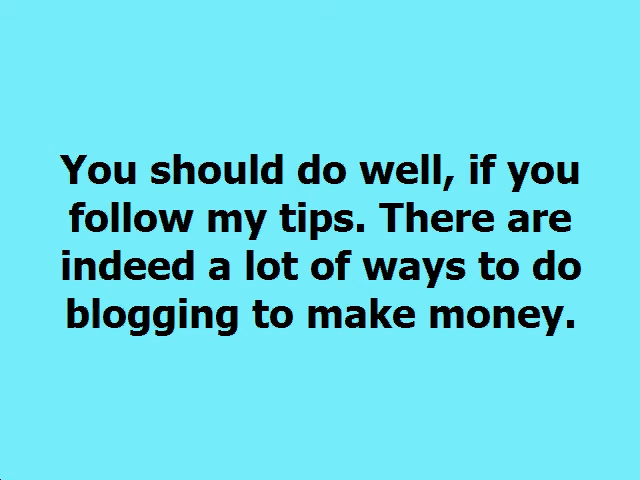 You should do well, if you
follow my tips. There are
indeed a lot of ways to do
blogging to make money.